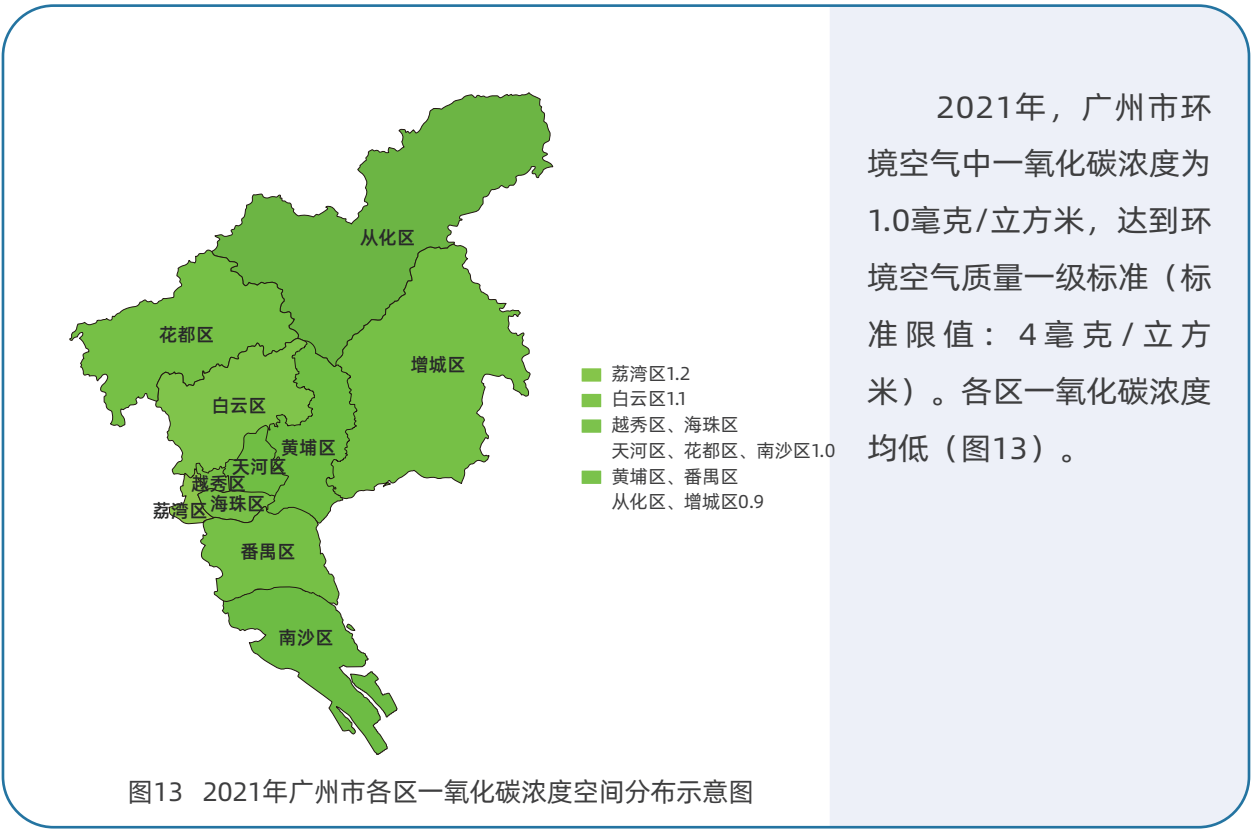 从化区
花都区
增城区
白云区
黄埔区
天河区
越秀区
海珠区
荔湾区
番禺区
南沙区
荔湾区1.2
白云区1.1
越秀区、海珠区
天河区、花都区、南沙区1.0
黄埔区、番禺区
从化区、增城区0.9
图13 2021年广州市各区一氧化碳浓度空间分布示意图
2021年，广州市环
境空气中一氧化碳浓度为
1.0毫克/立方米，达到环
境空气质量一级标准（标
准限值：4毫克/立方
米）。各区一氧化碳浓度
均低（图13）。